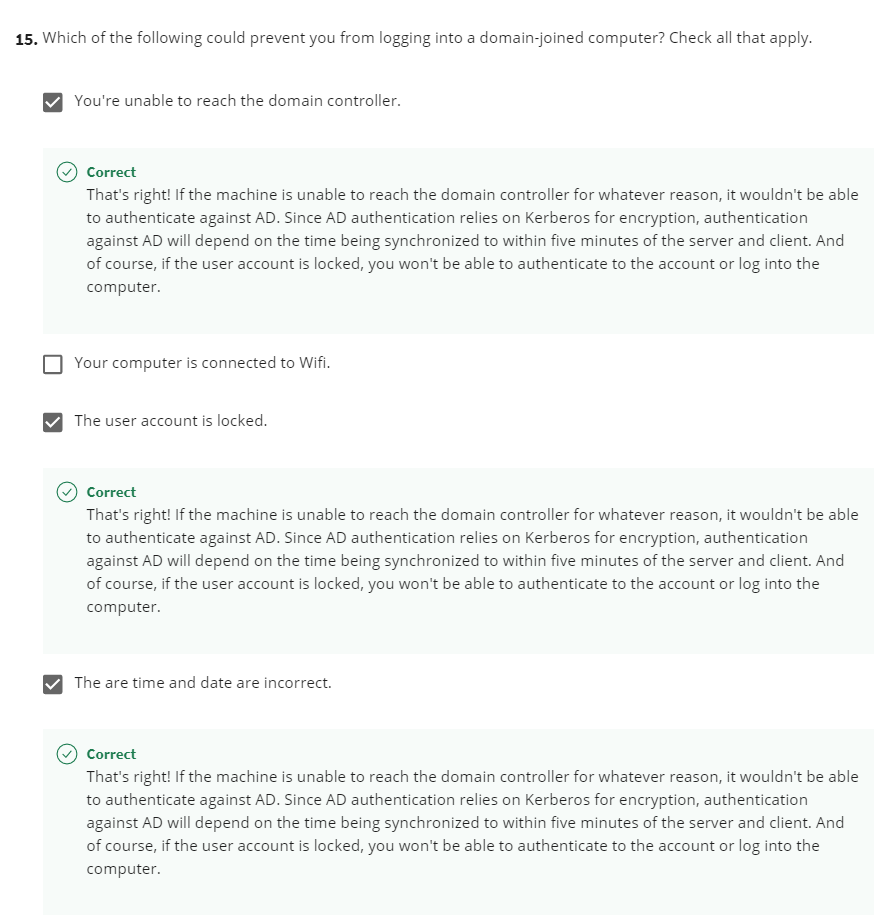 15. Which of the following could prevent you from logging into a domain-joined computer? Check all that apply.
You're unable to reach the domain controller.
Correct
That's right! If the machine is unable to reach the domain controller for whatever reason, it wouldn't be able
to authenticate against AD. Since AD authentication relies on Kerberos for encryption, authentication
against AD will depend on the time being synchronized to within five minutes of the server and client. And
of course, if the user account is locked, you won't be able to authenticate to the account or log into the
computer.
Your computer is connected to Wifi.
The user account is locked.
Correct
That's right! If the machine is unable to reach the domain controller for whatever reason, it wouldn't be able
to authenticate against AD. Since AD authentication relies on Kerberos for encryption, authentication
against AD will depend on the time being synchronized to within five minutes of the server and client. And
of course, if the user account is locked, you won't be able to authenticate to the account or log into the
computer.
The are time and date are incorrect.
Correct
That's right! If the machine is unable to reach the domain controller for whatever reason, it wouldn't be able
to authenticate against AD. Since AD authentication relies on Kerberos for encryption, authentication
against AD will depend on the time being synchronized to within five minutes of the server and client. And
of course, if the user account is locked, you won't be able to authenticate to the account or log into the
computer.